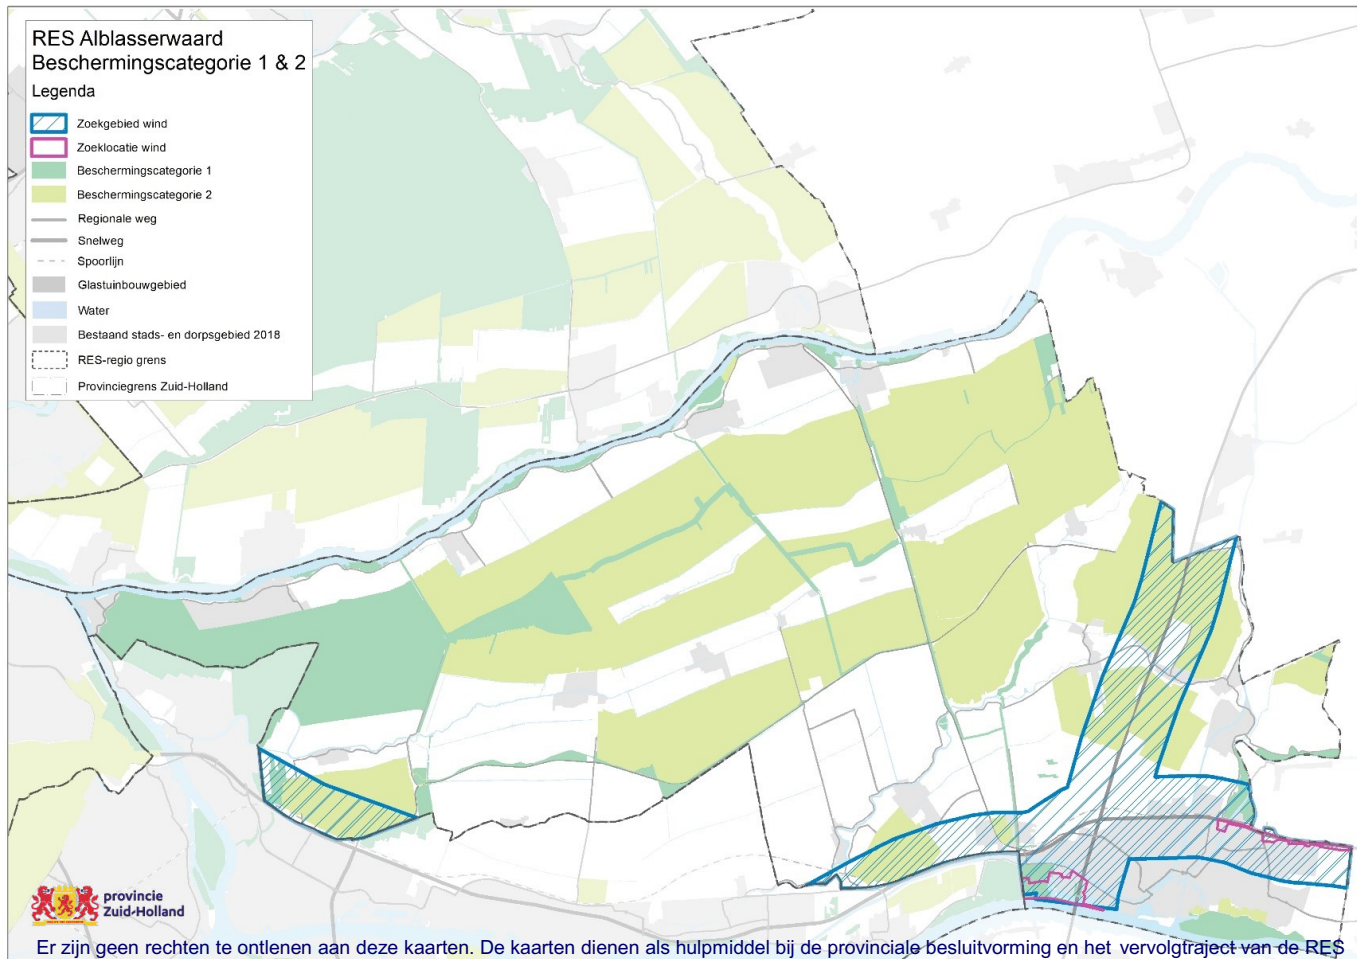 RES Alblasserwaard
Beschermingscategorie 1 & 2
Legenda
Zoekgebied wind
Zoeklocatie wind
Beschermingscategorie 1
Beschermingscategorie 2
Regionale weg
Snelweg
Spoorlijn
Glastuinbouwgebied
Water
Bestaand stads- en dorpsgebied 2018
RES-regio grens
Provinciegrens Zuid-Holland
provincie
Zuid-Holland
Er zijn geen rechten te ontlenen aan deze kaarten. De kaarten dienen als hulpmiddel bij de provinciale besluitvorming en het vervolgtraject van de RES